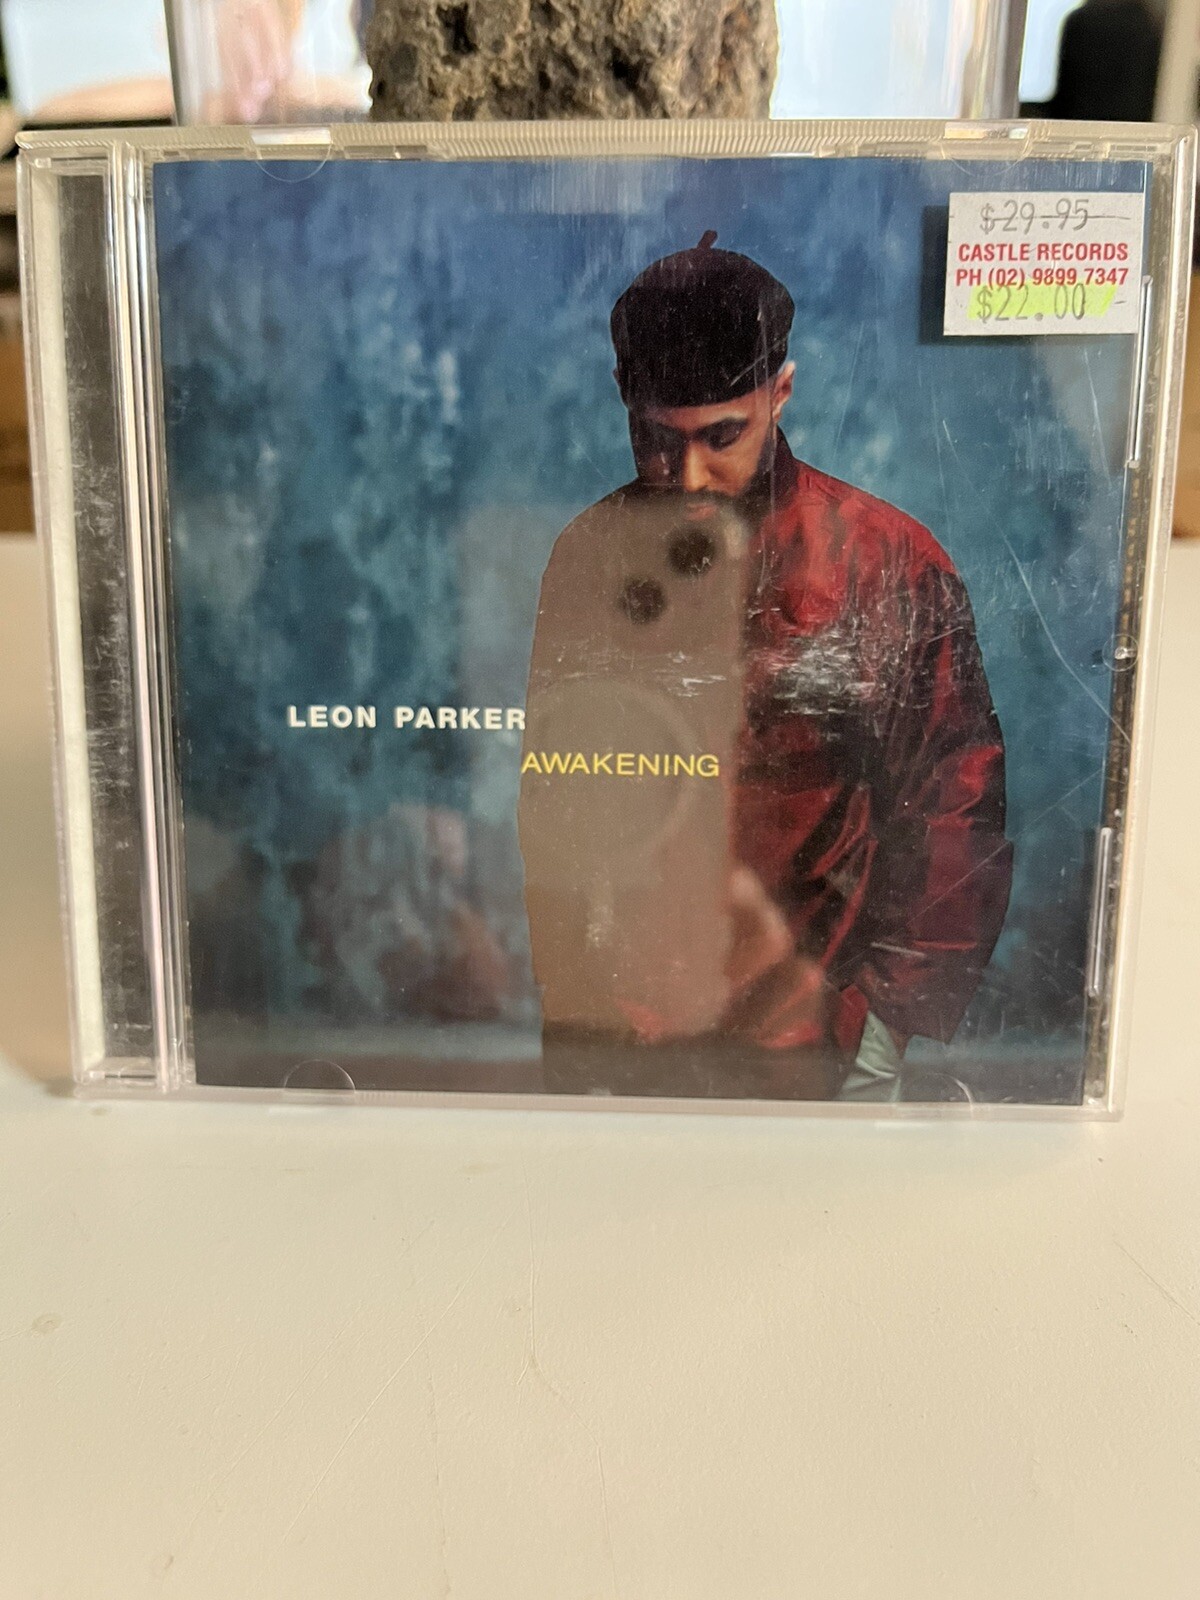 $29.95
CASTLE RECORDS
PH (02) 9899 7347
$22.00
LEON PARKER
AWAKENING